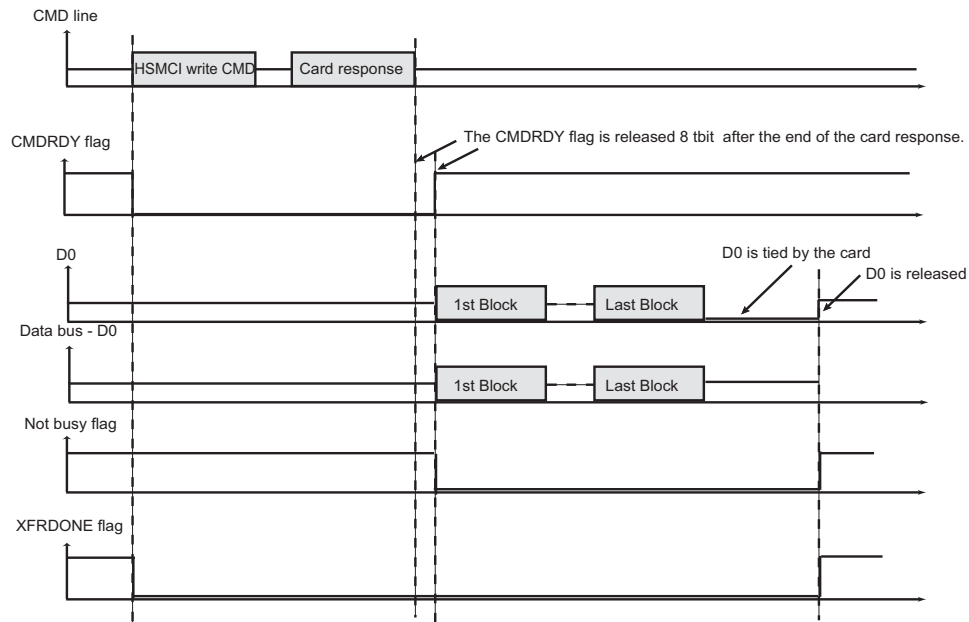 CMD line
HSMCI write CMD
Card response
CMDRDY flag
The CMDRDY flag is released 8 tbit after the end of the card response.
D0
D0 is tied by the card
D0 is released
1st Block
Last Block
Data bus - D0
1st Block
Last Block
Not busy flag
XFRDONE flag